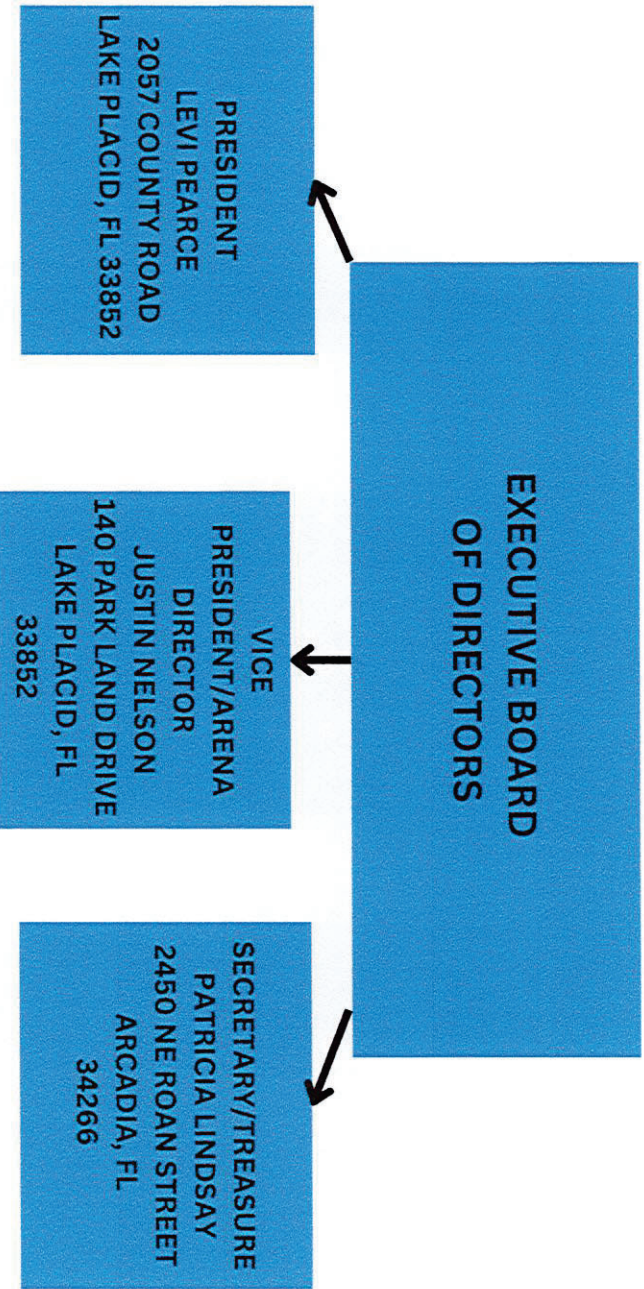 EXECUTIVE BOARD
OF DIRECTORS
PRESIDENT
LEVI PEARCE
2057 COUNTY ROAD
LAKE PLACID, FL 33852
VICE
PRESIDENT/ARENA
DIRECTOR
JUSTIN NELSON
140 PARK LAND DRIVE
LAKE PLACID, FL
33852
SECRETARY/TREASURE
PATRICIA LINDSAY
2450 NE ROAN STREET
ARCADIA, FL
34266